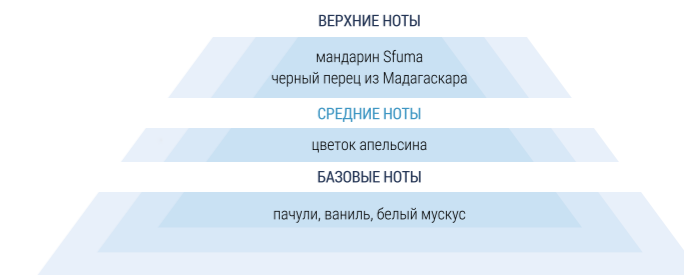 ВЕРХНИЕ НОТЫ
мандарин Sfuma
черный перец из Мадагаскара
СРЕДНИЕ НОТЫ
цветок апельсина
БАЗОВЫЕ НОТЫ
пачули, ваниль, белый мускус